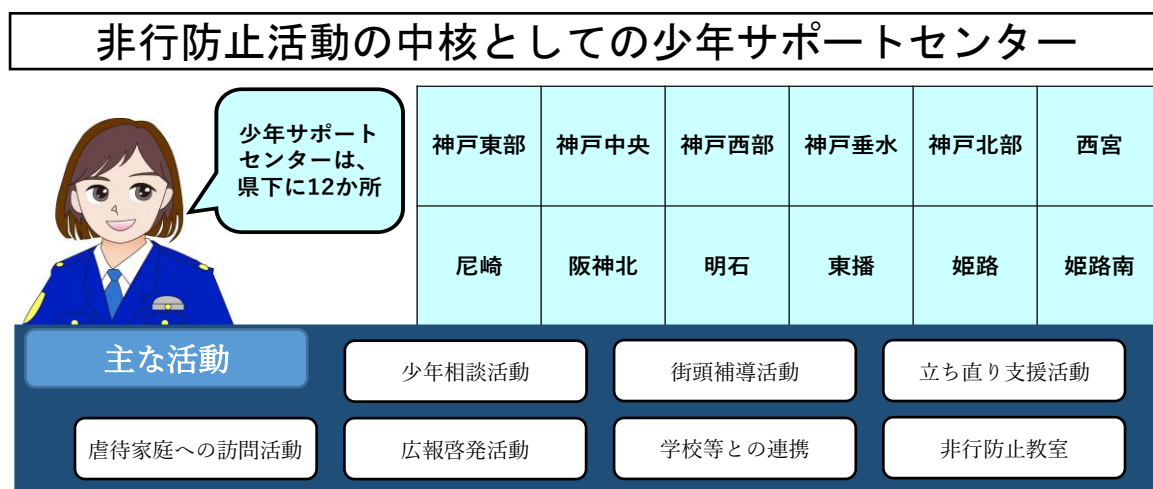 非行防止活動の中核としての少年サポートセンター
少年サポート
センターは、
県下に12か所
神戸東部 神戸中央 神戸西部 神戸垂水 神戸北部 西宮
尼崎 阪神北 明石 東播 姫路 姫路南
主な活動
少年相談活動 街頭補導活動 立ち直り支援活動
虐待家庭への訪問活動 広報啓発活動 学校等との連携 非行防止教室